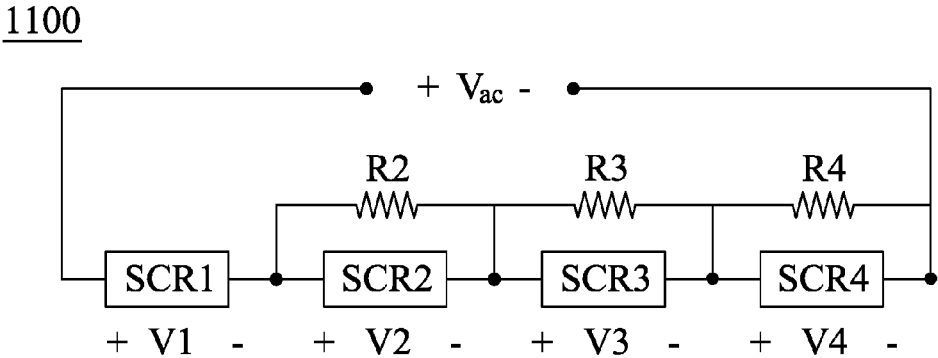 1100
+ Vac -
R2 R3 R4
SCR1 SCR2 SCR3 SCR4
+ V1 - + V2 - + V3 - + V4 -